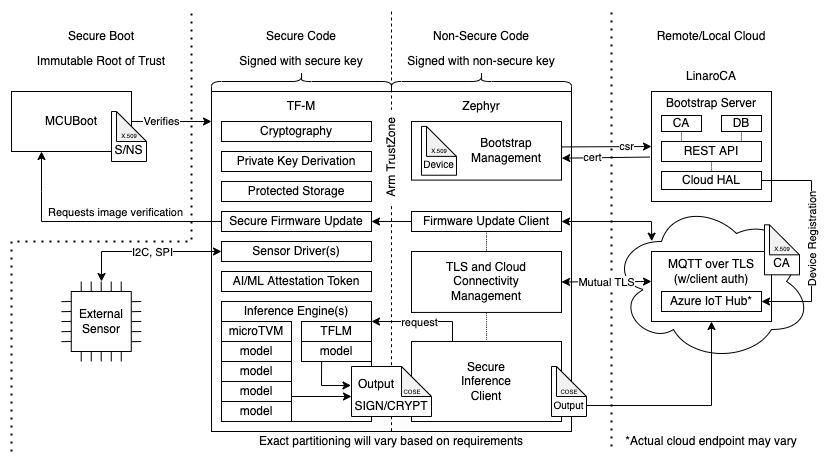 Secure Boot
Immutable Root of Trust
Secure Code
Signed with secure key
Non-Secure Code
Signed with non-secure key
Remote/Local Cloud
LinaroCA
MCUBoot
X.509
S/NS
Verifies
TF-M
Cryptography
Private Key Derivation
Protected Storage
Secure Firmware Update
Sensor Driver(s)
AI/ML Attestation Token
Inference Engine(s)
microTVM
model
model
model
model
TFLM
model
Output
COSE
SIGN/CRYPT
Arm TrustZone
Zephyr
X.509
Device
Bootstrap
Management
Firmware Update Client
TLS and Cloud
Connectivity
Management
request
Secure
Inference
Client
COSE
Output
csr
cert
Mutual TLS
Bootstrap Server
CA
DB
REST API
Cloud HAL
Device Registration
X.509
CA
MQTT over TLS
(w/client auth)
Azure IoT Hub*
Requests image verification
I2C, SPI
External
Sensor
Exact partitioning will vary based on requirements
*Actual cloud endpoint may vary